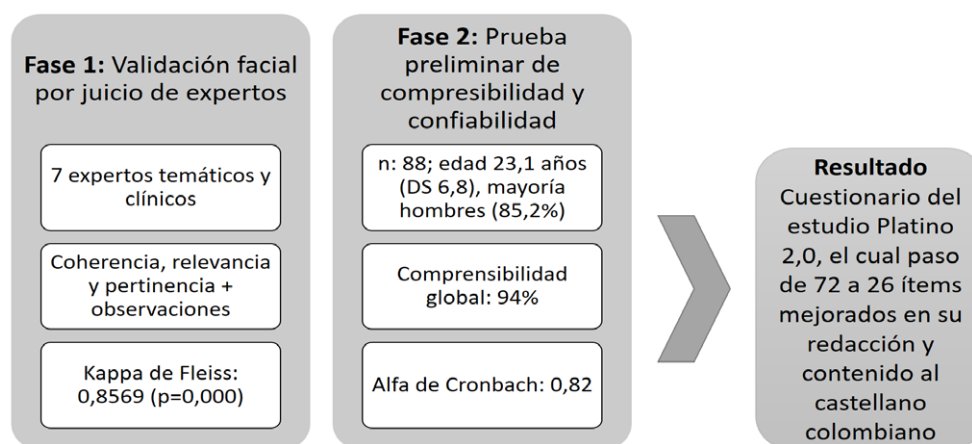 Fase 1: Validación facial
por juicio de expertos
7 expertos temáticos y
clínicos
Coherencia, relevancia
y pertinencia +
observaciones
Kappa de Fleiss:
0,8569 (p=0,000)
Fase 2: Prueba
preliminar de
compresibilidad y
confiabilidad
n: 88; edad 23,1 años
(DS 6,8), mayoría
hombres (85,2%)
Comprensibilidad
global: 94%
Alfa de Cronbach: 0,82
Resultado
Cuestionario del
estudio Platino
2,0, el cual paso
de 72 a 26 ítems
mejorados en su
redacción y
contenido al
castellano
colombiano